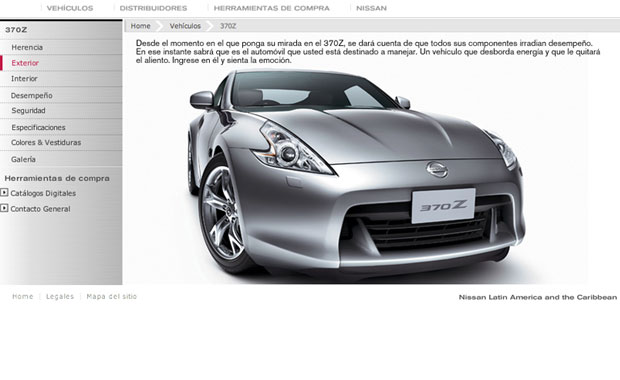 VEHÍCULOS
DISTRIBUIDORES
HERRAMIENTAS DE COMPRA
NISSAN
370Z
Home
Vehículos
370Z
Herencia
Exterior
Interior
Desempeño
Seguridad
Especificaciones
Colores & Vestiduras
Galería
Herramientas de compra
Catálogos Digitales
Contacto General
Desde el momento en el que ponga su mirada en el 370Z, se dará cuenta de que todos sus componentes irradian desempeño.
En ese instante sabrá que es el automóvil que usted está destinado a manejar. Un vehículo que desborda energía y que le quitará
el aliento. Ingrese en él y sienta la emoción.
NISSAN
370Z
Home
Legales
Mapa del sitio
Nissan Latin America and the Caribbean